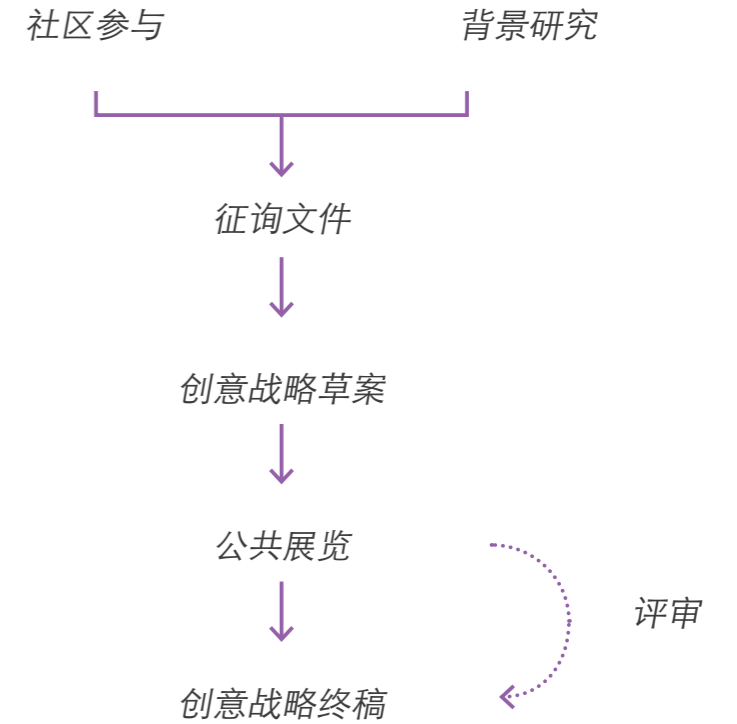 社区参与
背景研究
征询文件
创意战略草案
公共展览
评审
创意战略终稿